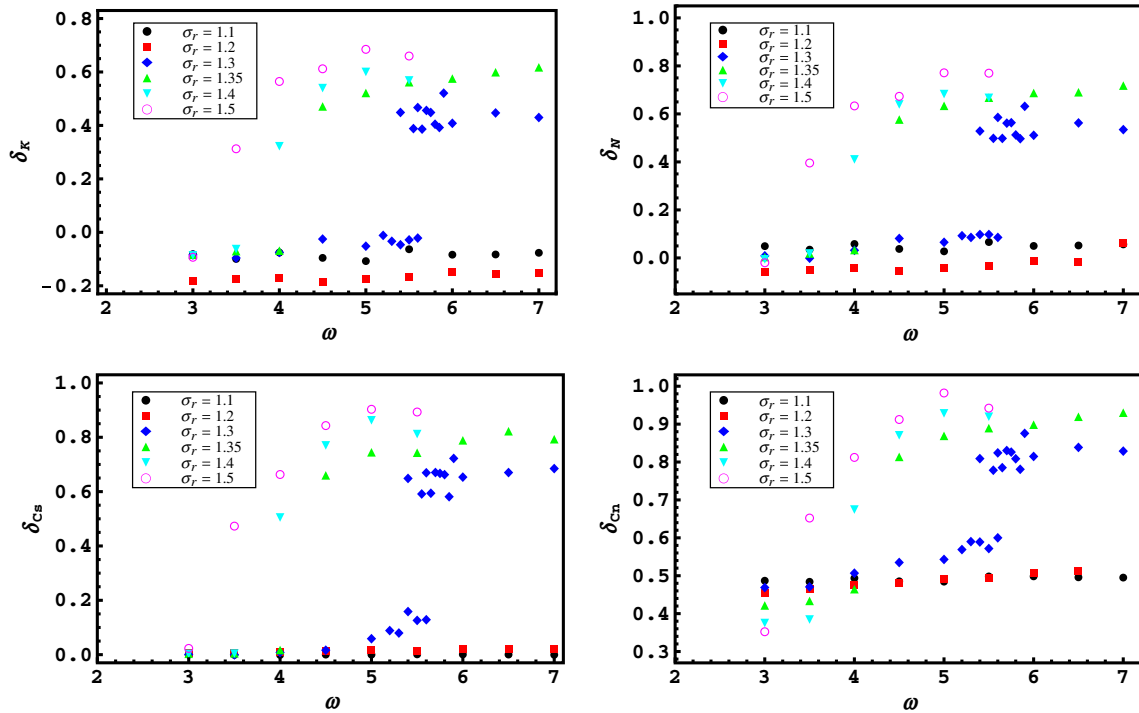 0.8
0.6
0.4
0.2
0.0
-0.2
δK
σr = 1.1
σr = 1.2
σr = 1.3
σr = 1.35
σr = 1.4
σr = 1.5
2 3 4 5 6 7
ω
1.0
0.8
0.6
0.4
0.2
0.0
δN
σr = 1.1
σr = 1.2
σr = 1.3
σr = 1.35
σr = 1.4
σr = 1.5
2 3 4 5 6 7
ω
1.0
0.8
0.6
0.4
0.2
0.0
δCs
σr = 1.1
σr = 1.2
σr = 1.3
σr = 1.35
σr = 1.4
σr = 1.5
2 3 4 5 6 7
ω
1.0
0.9
0.8
0.7
0.6
0.5
0.4
0.3
δCn
σr = 1.1
σr = 1.2
σr = 1.3
σr = 1.35
σr = 1.4
σr = 1.5
2 3 4 5 6 7
ω